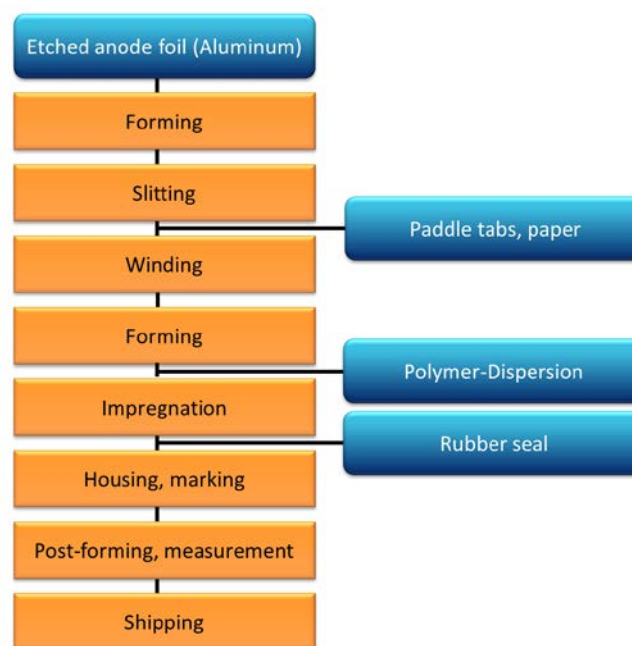 Etched anode foil (Aluminum)
Forming
Slitting
Paddle tabs, paper
Winding
Forming
Polymer-Dispersion
Impregnation
Rubber seal
Housing, marking
Post-forming, measurement
Shipping